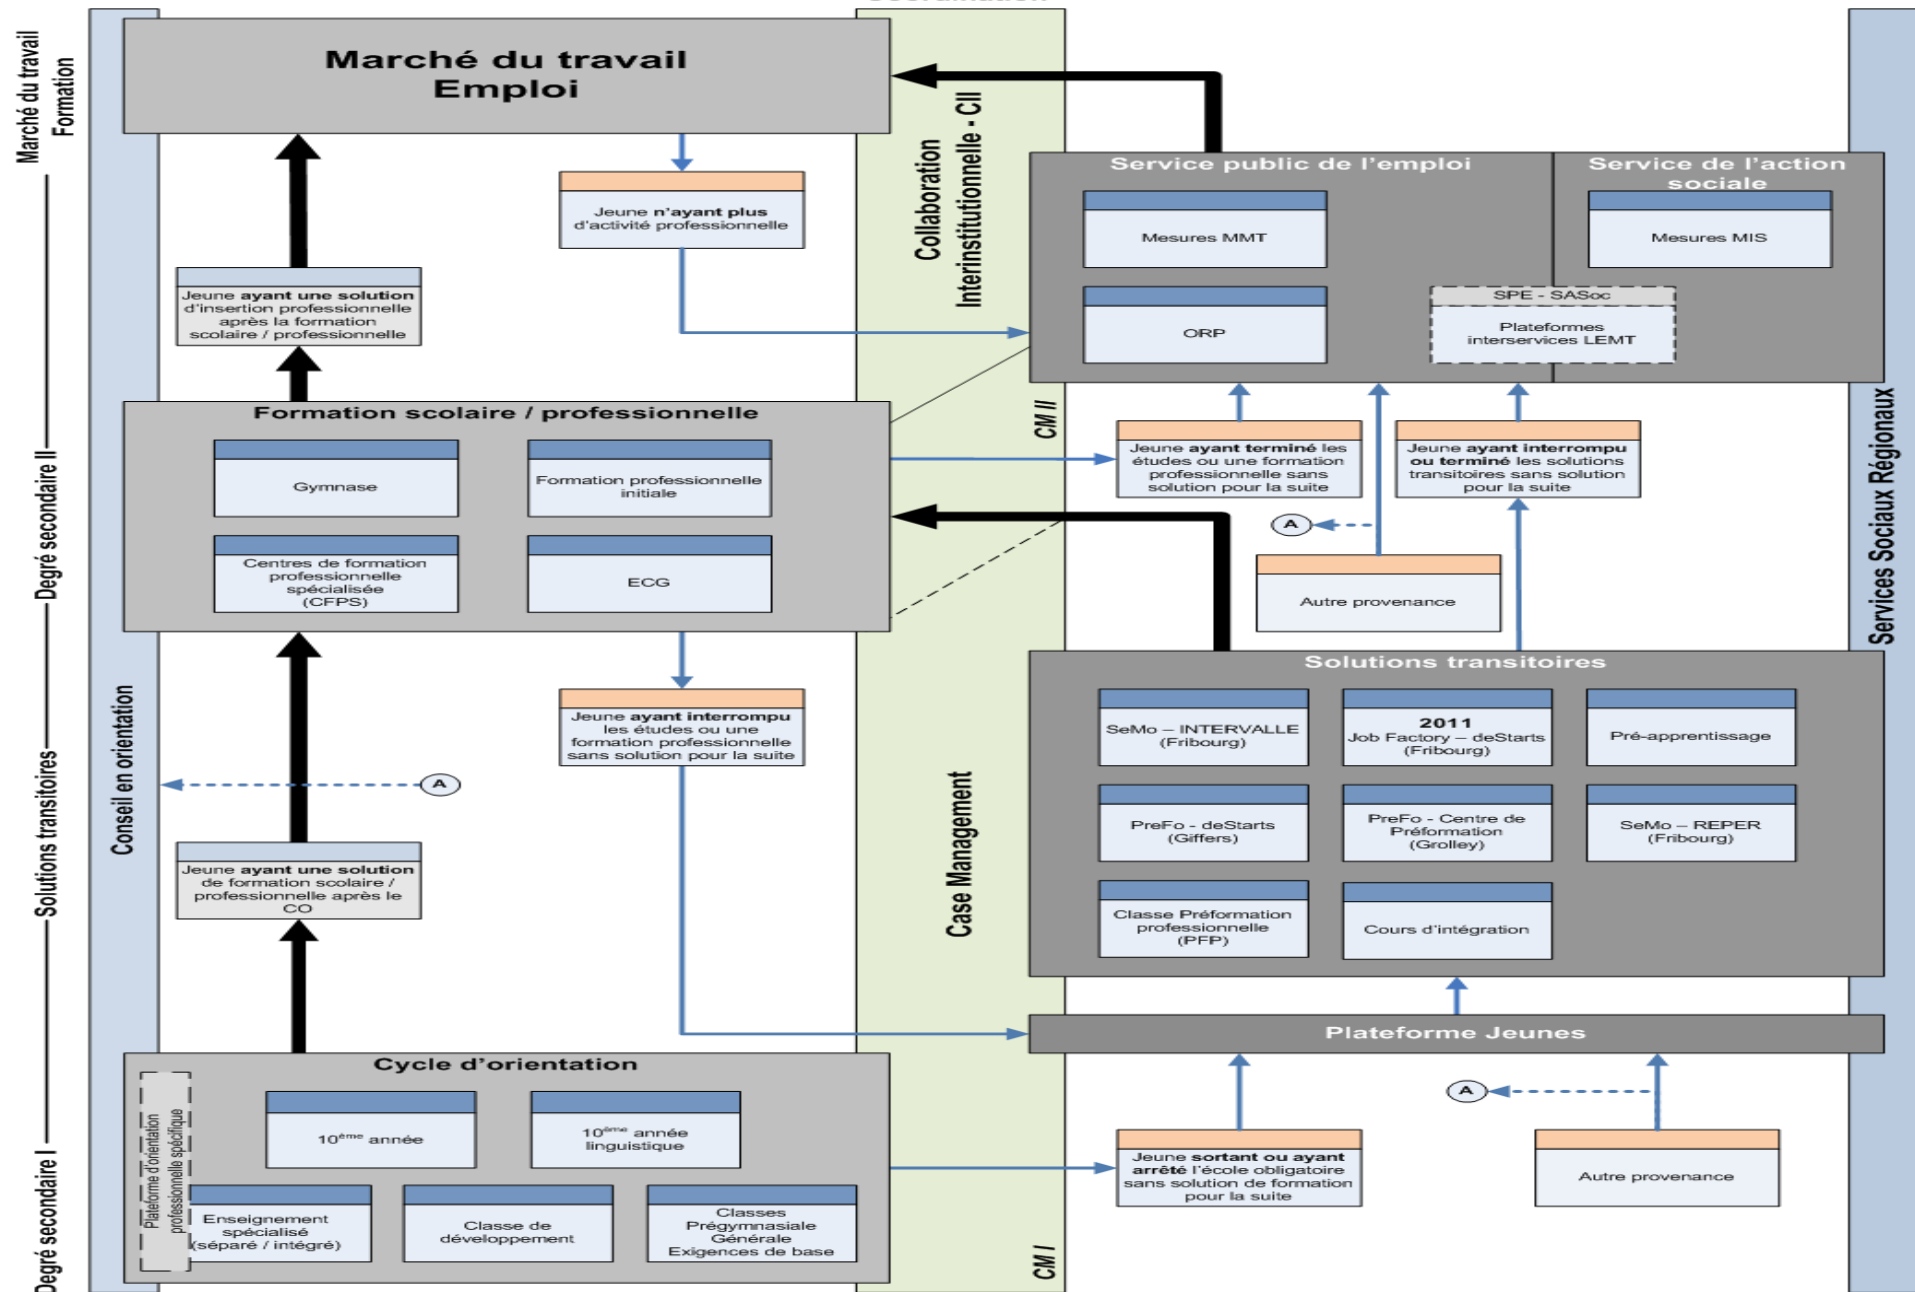 Marché du travail
Formation
Degré secondaire II
Solutions transitoires
Degré secondaire I
Conseil en orientation
Marché du travail
Emploi
Jeune n'ayant plus
d'activité professionnelle
Jeune ayant une solution
d'insertion professionnelle
après la formation
scolaire / professionnelle
Formation scolaire / professionnelle
Gymnase
Formation professionnelle
initiale
Centres de formation
professionnelle
spécialisée
(CFPS)
ECG
Jeune ayant interrompu
les études ou une
formation professionnelle
sans solution pour la suite
A
Jeune ayant une solution
de formation scolaire /
professionnelle après le
CO
Cycle d'orientation
Plateforme d'orientation
professionnelle spécifique
10ème année
10ème année
linguistique
Enseignement
spécialisé
(séparé / intégré)
Classe de
développement
Classes
Prégymnasiale
Générale
Exigences de base
Collaboration
Interinstitutionnelle - CII
CM II
Case Management
CM I
Service public de l'emploi
Service de l'action
sociale
Mesures MMT
Mesures MIS
ORP
SPE - SASoc
Plateformes
interservices LEMT
Jeune ayant terminé les
études ou une formation
professionnelle sans
solution pour la suite
Jeune ayant interrompu
ou terminé les solutions
transitoires sans solution
pour la suite
A
Autre provenance
Solutions transitoires
SeMo – INTERVALLE
(Fribourg)
2011
Job Factory – deStarts
(Fribourg)
Pré-apprentissage
PreFo - deStarts
(Giffers)
PreFo - Centre de
Préformation
(Grolley)
SeMo – REPER
(Fribourg)
Classe Préformation
professionnelle
(PFP)
Cours d'intégration
Plateforme Jeunes
A
Jeune sortant ou ayant
arrêté l'école obligatoire
sans solution de formation
pour la suite
Autre provenance
Services Sociaux Régionaux